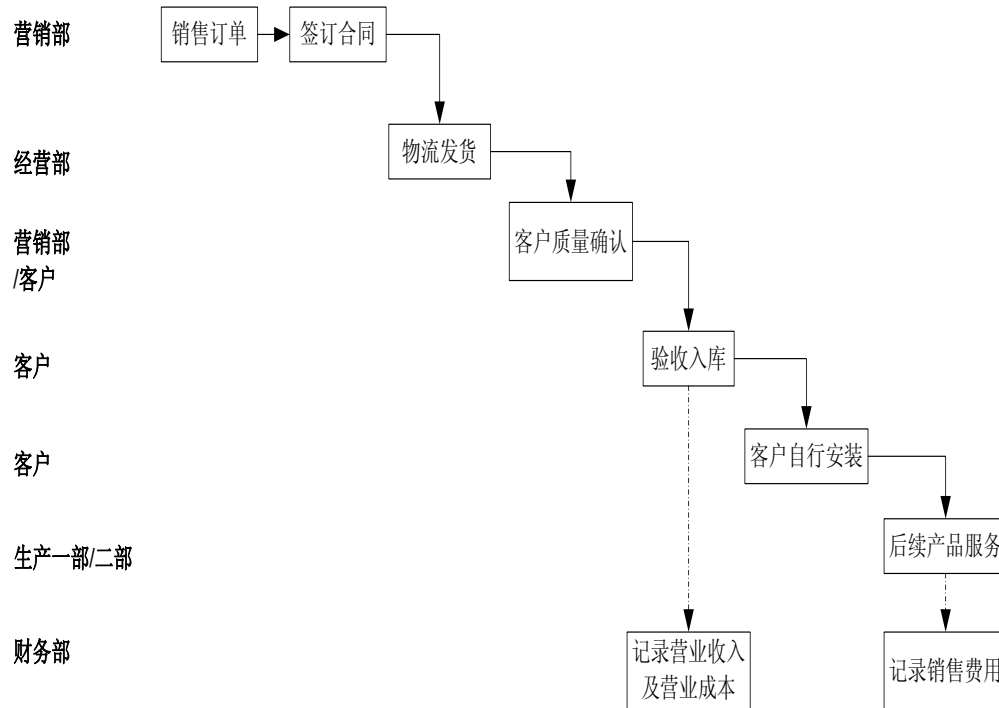 营销部
销售订单
签订合同
经营部
物流发货
营销部
/客户
客户质量确认
客户
验收入库
客户
客户自行安装
生产一部/二部
后续产品服务
财务部
记录营业收入
及营业成本
记录销售费用